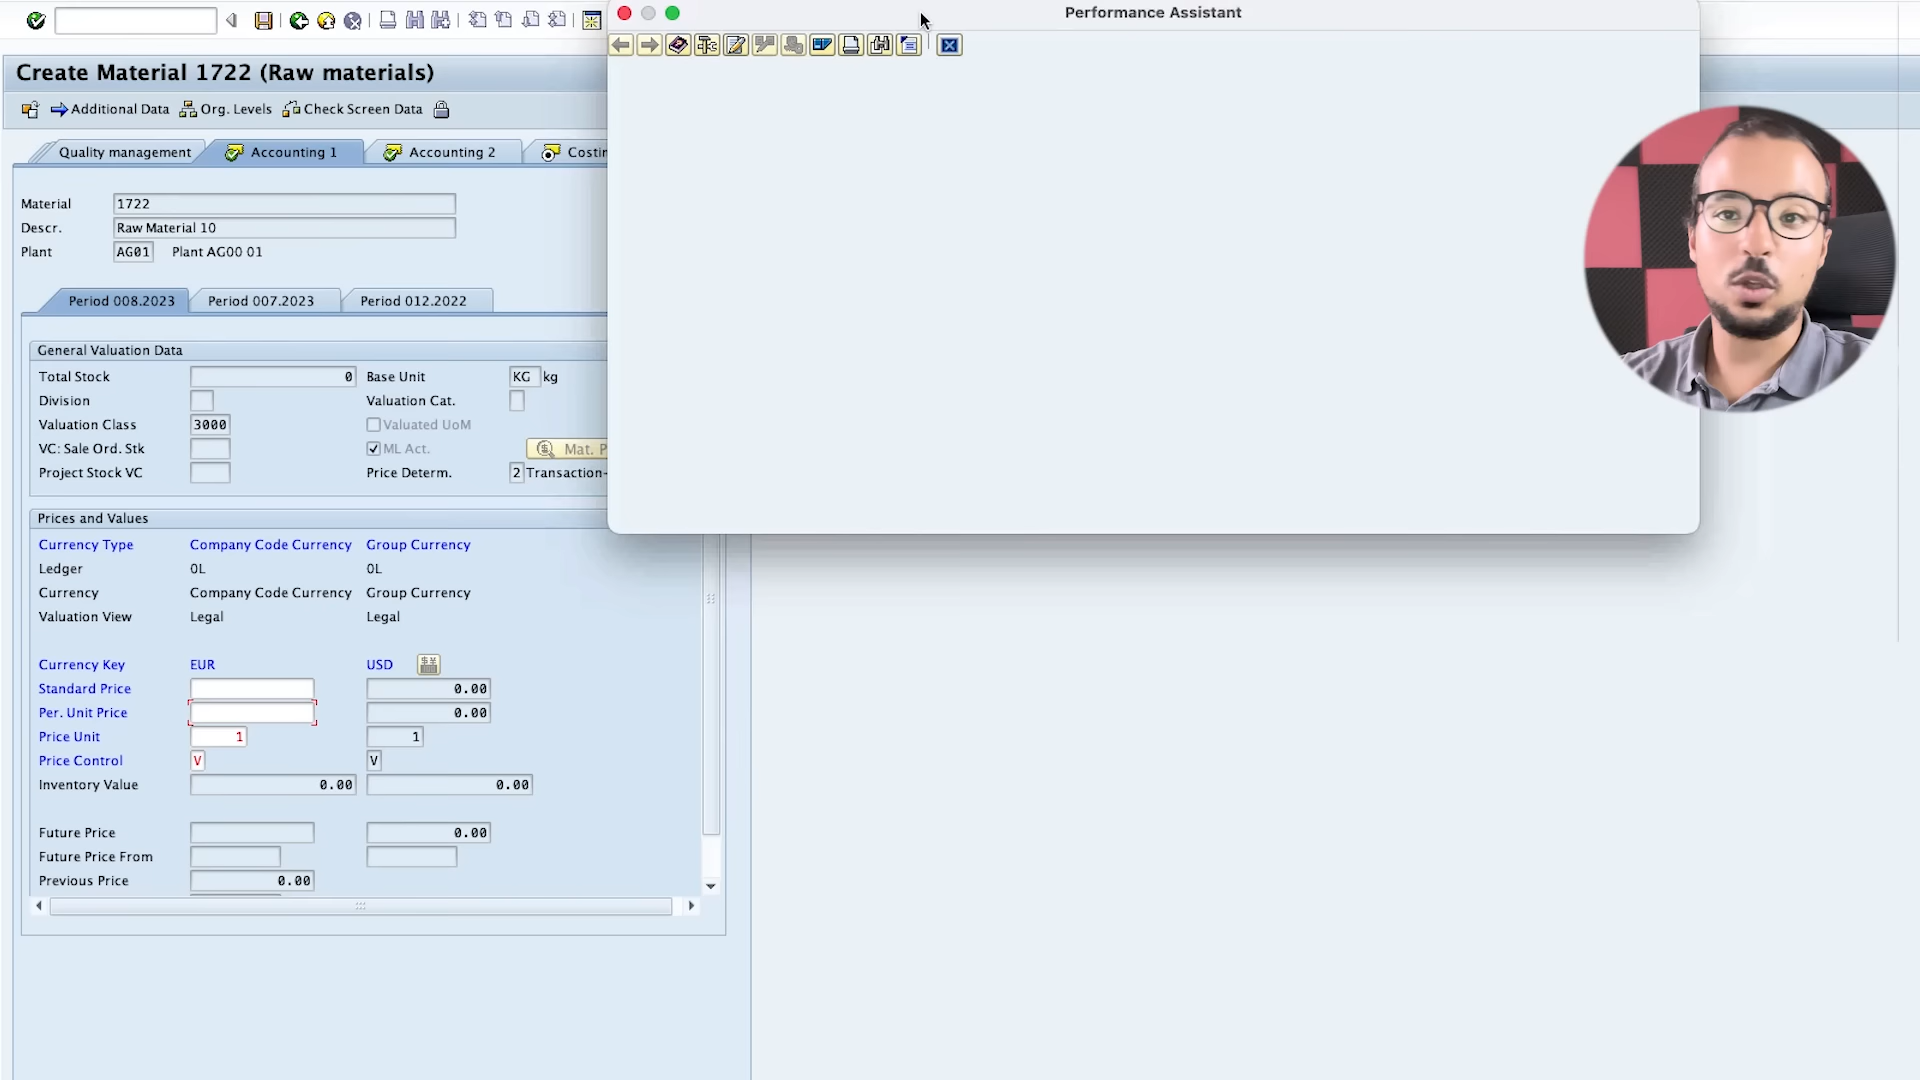 Performance Assistant
Create Material 1722 (Raw materials)
Additional Data Org. Levels Check Screen Data
Quality management Accounting 1 Accounting 2 Costin
Material 1722
Descr. Raw Material 10
Plant AG01 Plant AG00 01
Period 008.2023 Period 007.2023 Period 012.2022
General Valuation Data
Total Stock 0 Base Unit KG kg
Division Valuation Cat.
Valuation Class 3000 Valuated UoM
VC: Sale Ord. Stk ML Act. Mat. P
Project Stock VC Price Determ. 2 Transaction-
Prices and Values
Currency Type Company Code Currency Group Currency
Ledger 0L 0L
Currency Company Code Currency Group Currency
Valuation View Legal Legal
Currency Key EUR USD
Standard Price 0.00
Per. Unit Price 0.00
Price Unit 1 1
Price Control V V
Inventory Value 0.00 0.00
Future Price 0.00
Future Price From
Previous Price 0.00